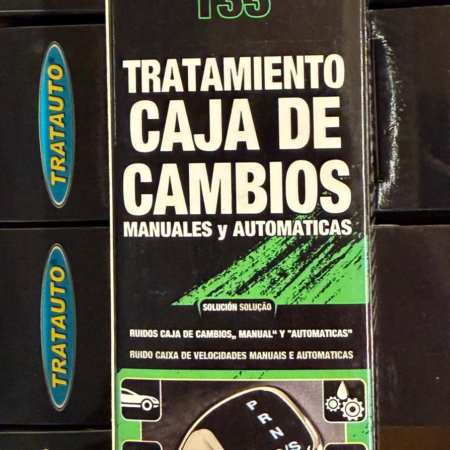 TRATAMIENTO
CAJA DE
CAMBIOS
MANUALES y AUTOMATICAS
SOLUCIÓN SOLUÇÃO
RUIDOS CAJA DE CAMBIOS„ MANUAL“ Y "AUTOMATICAS"
RUIDO CAIXA DE VELOCIDADES MANUAIS E AUTOMATICAS
P
R
N
S
TRATAUTO
TRATAUTO